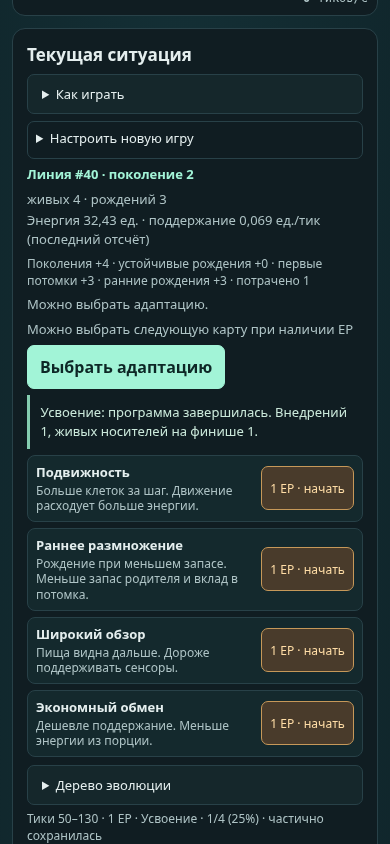 Текущая ситуация
▶ Как играть
▶ Настроить новую игру
Линия #40 · поколение 2
живых 4 · рождений 3
Энергия 32,43 ед. · поддержание 0,069 ед./тик
(последний отсчёт)
Поколения +4 · устойчивые рождения +0 · первые
потомки +3 · ранние рождения +3 · потрачено 1
Можно выбрать адаптацию.
Можно выбрать следующую карту при наличии EP
Выбрать адаптацию
Усвоение: программа завершилась. Внедрений
1, живых носителей на финише 1.
Подвижность
Больше клеток за шаг. Движение
расходует больше энергии.
1 EP · начать
Раннее размножение
Рождение при меньшем запасе.
Меньше запас родителя и вклад в
потомка.
1 EP · начать
Широкий обзор
Пища видна дальше. Дороже
поддерживать сенсоры.
1 EP · начать
Экономный обмен
Дешевле поддержание. Меньше
энергии из порции.
1 EP · начать
▶ Дерево эволюции
Тики 50–130 · 1 EP · Усвоение · 1/4 (25%) · частично
сохранилась